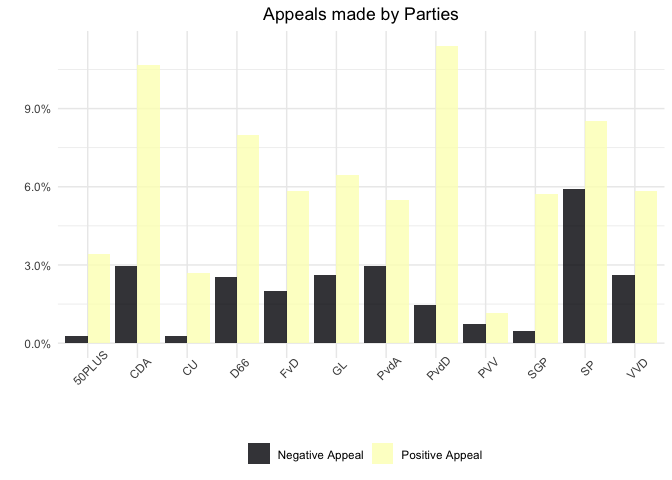 Appeals made by Parties
9.0%
6.0%
3.0%
0.0%
50PLUS
CDA
CU
D66
FvD
GL
PvdA
PvdD
PVV
SGP
SP
VVD
Negative Appeal
Positive Appeal